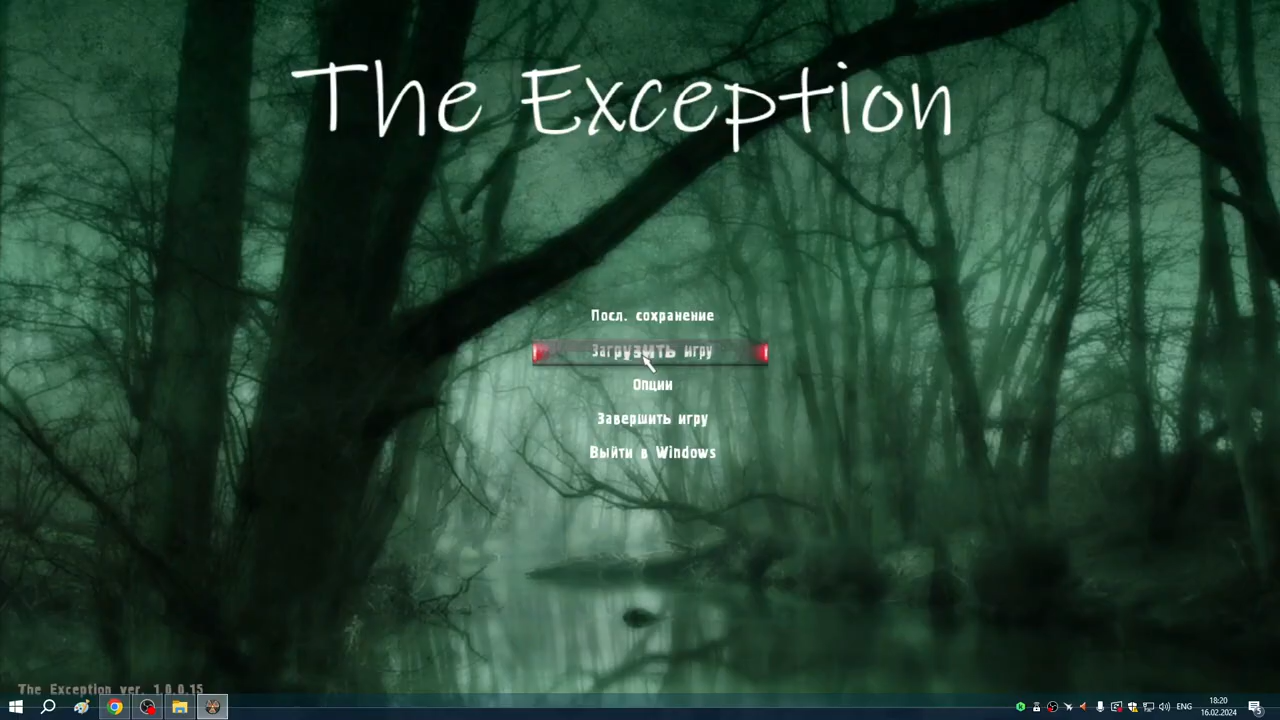 The Exception
Посл. сохранение
Загрузить игру
Опции
Завершить игру
Выйти в Windows
The Exception ver. 1.0.0.15
ENG
18:20
16.02.2024